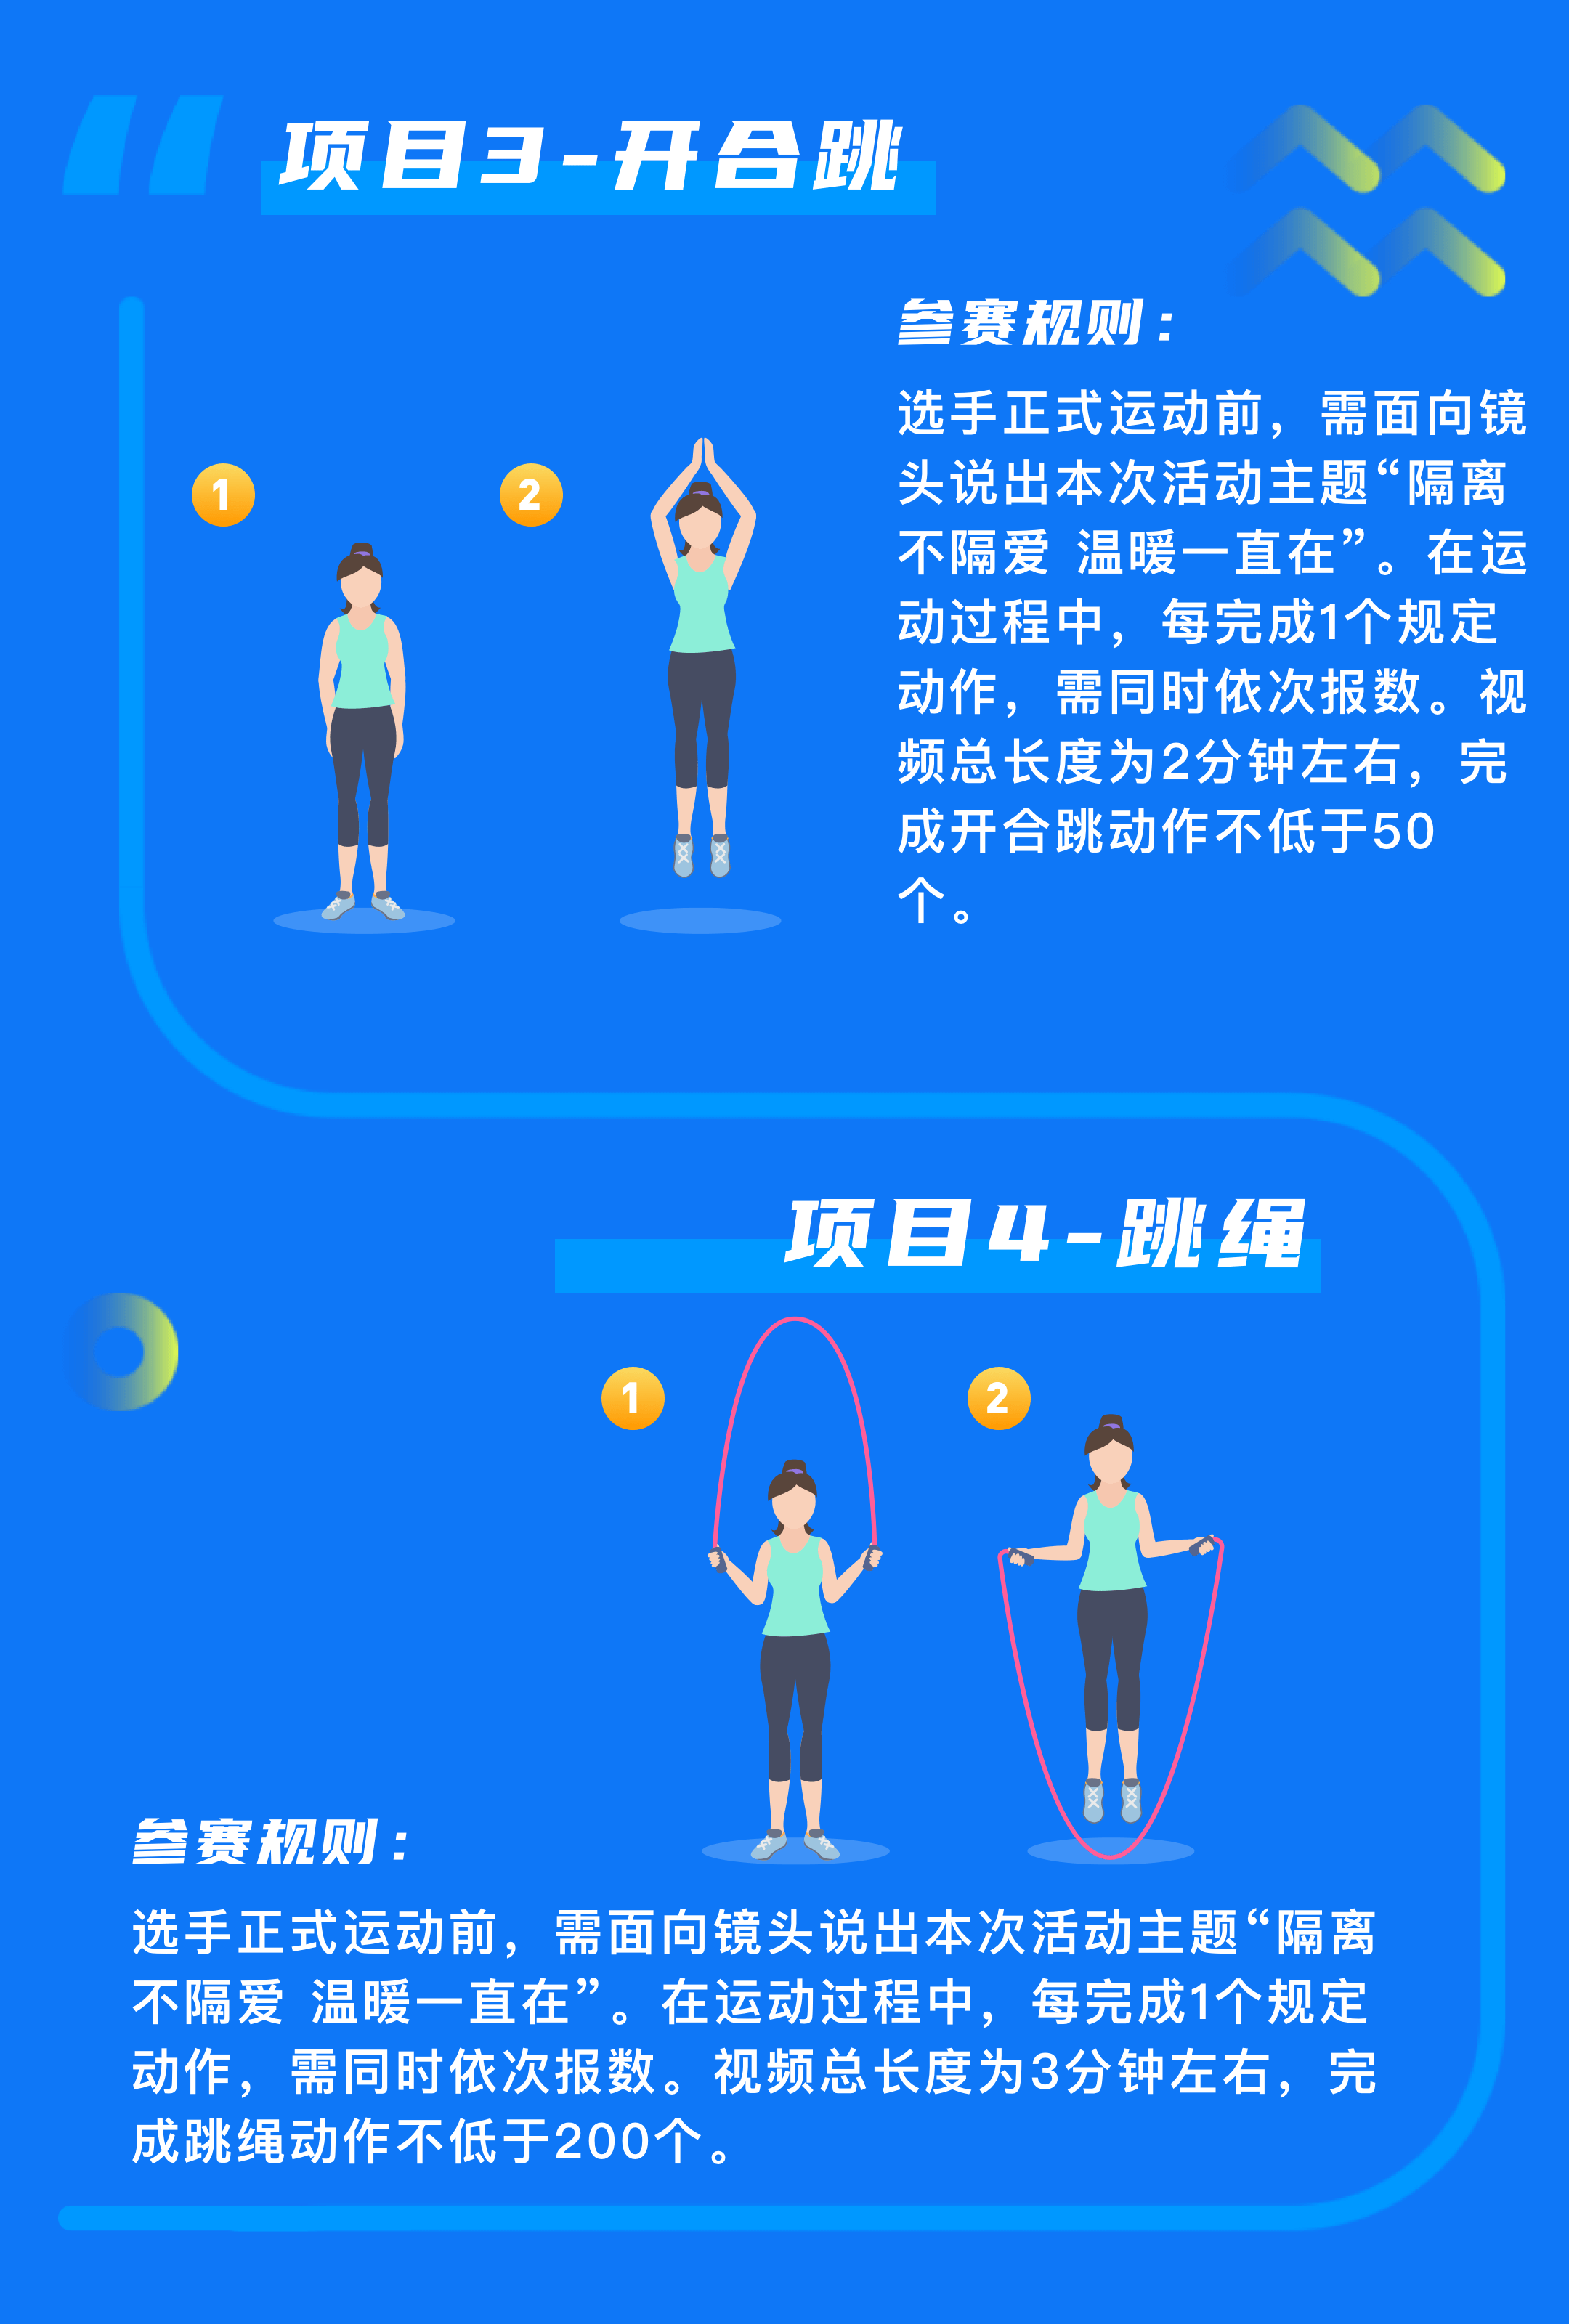 项目3-开合跳
参赛规则：
选手正式运动前，需面向镜
头说出本次活动主题“隔离
不隔爱 温暖一直在”。在运
动过程中，每完成1个规定
动作，需同时依次报数。视
频总长度为2分钟左右，完
成开合跳动作不低于50
个。
1
2
项目4-跳绳
1
2
参赛规则：
选手正式运动前，需面向镜头说出本次活动主题“隔离
不隔爱 温暖一直在”。在运动过程中，每完成1个规定
动作，需同时依次报数。视频总长度为3分钟左右，完
成跳绳动作不低于200个。